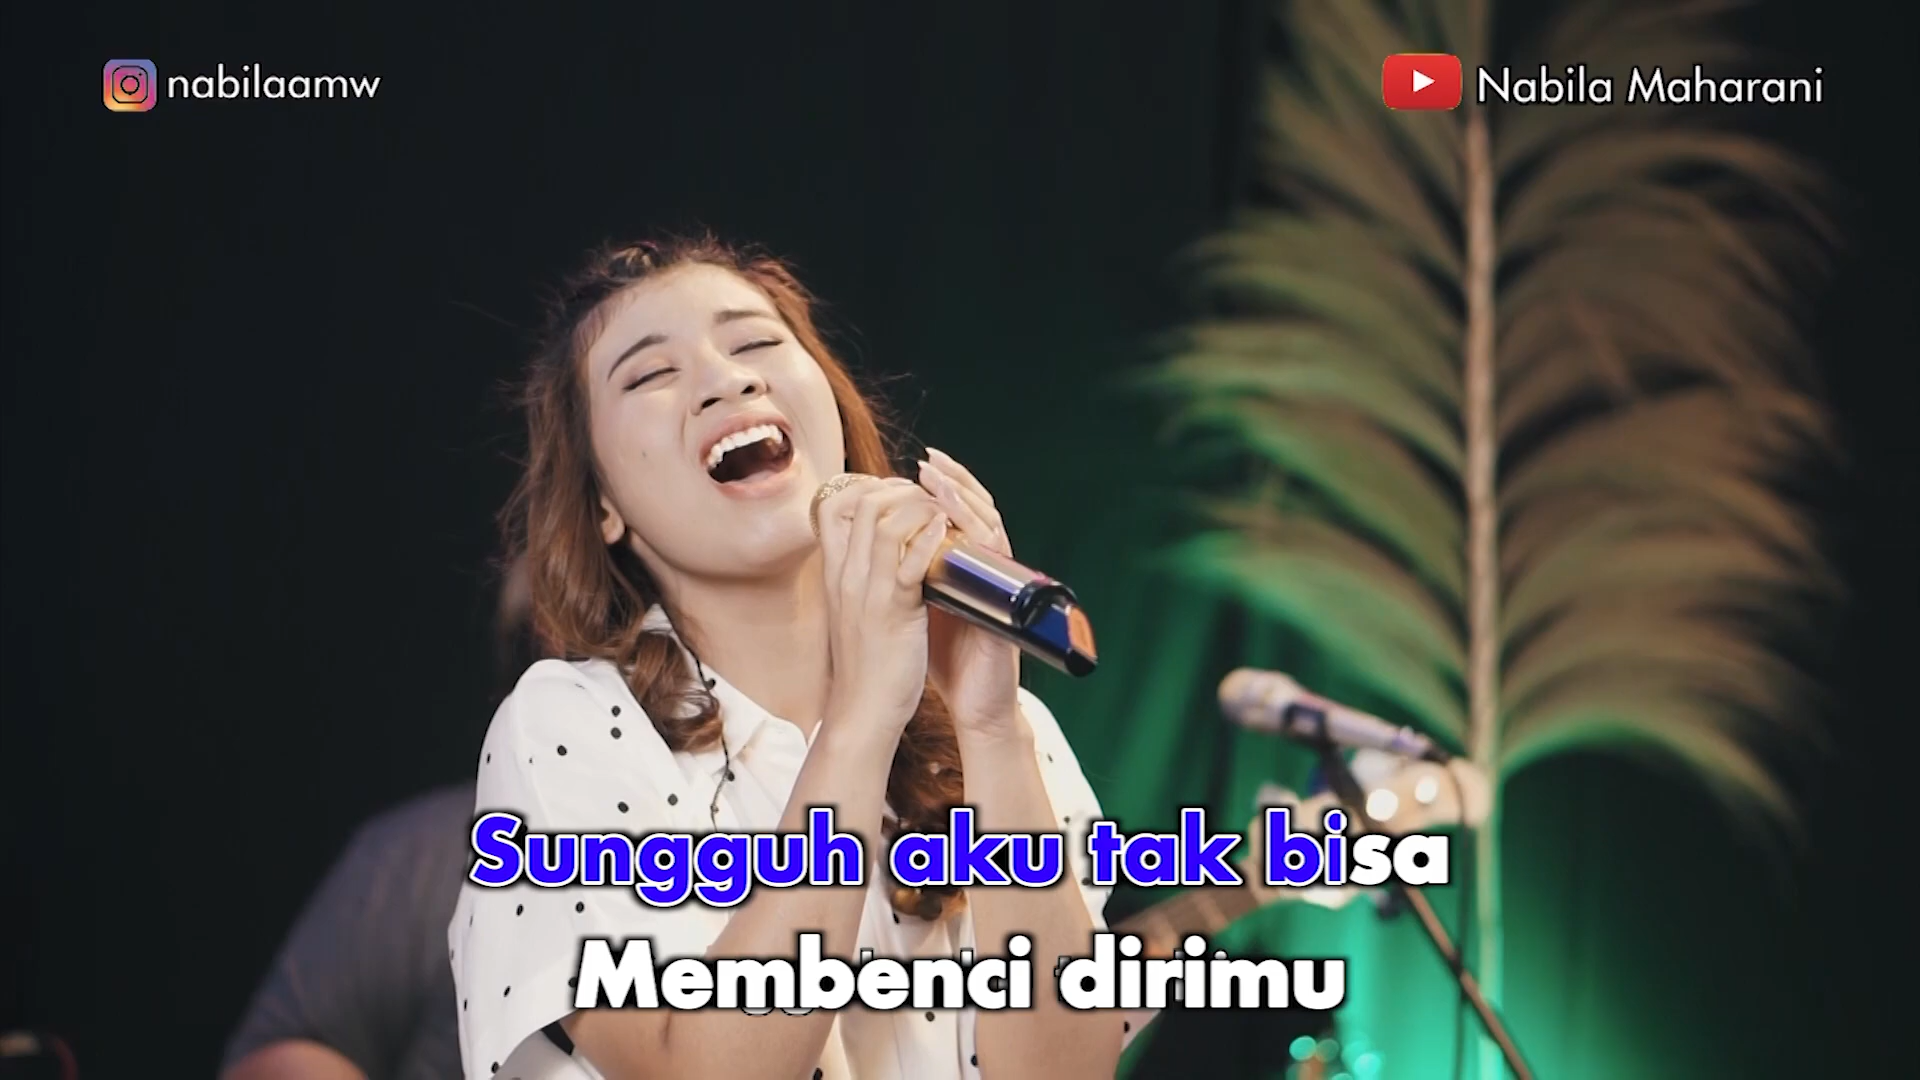 nabilaamw
Nabila Maharani
Sungguh aku tak bisa
Membenci dirimu